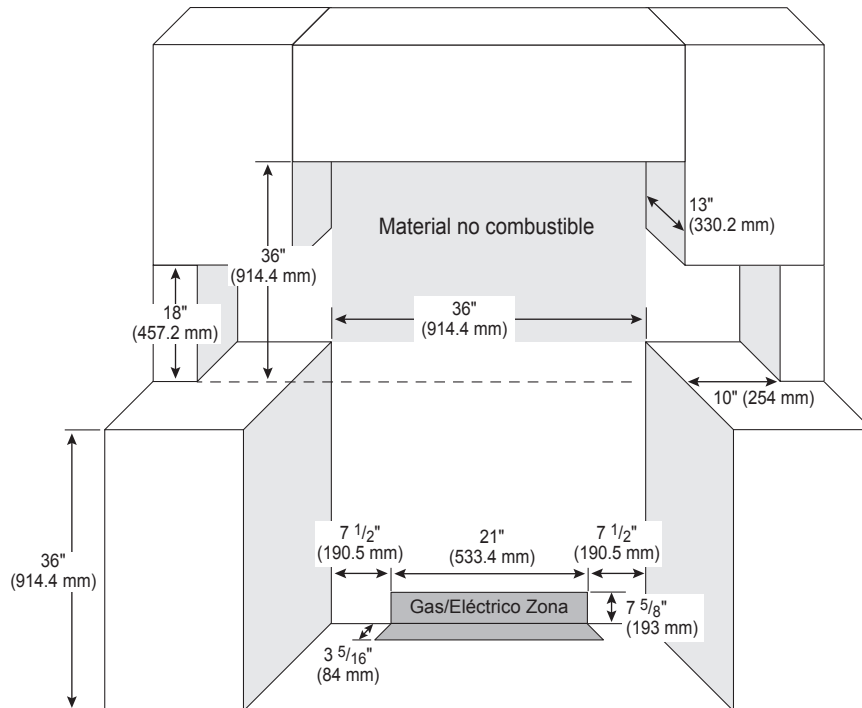 13"
(330.2 mm)
Material no combustible
36"
(914.4 mm)
18"
(457.2 mm)
36"
(914.4 mm)
10" (254 mm)
36"
(914.4 mm)
7 1/2"
(190.5 mm)
21"
(533.4 mm)
7 1/2"
(190.5 mm)
Gas/Eléctrico Zona
7 5/8"
(193 mm)
3 5/16"
(84 mm)